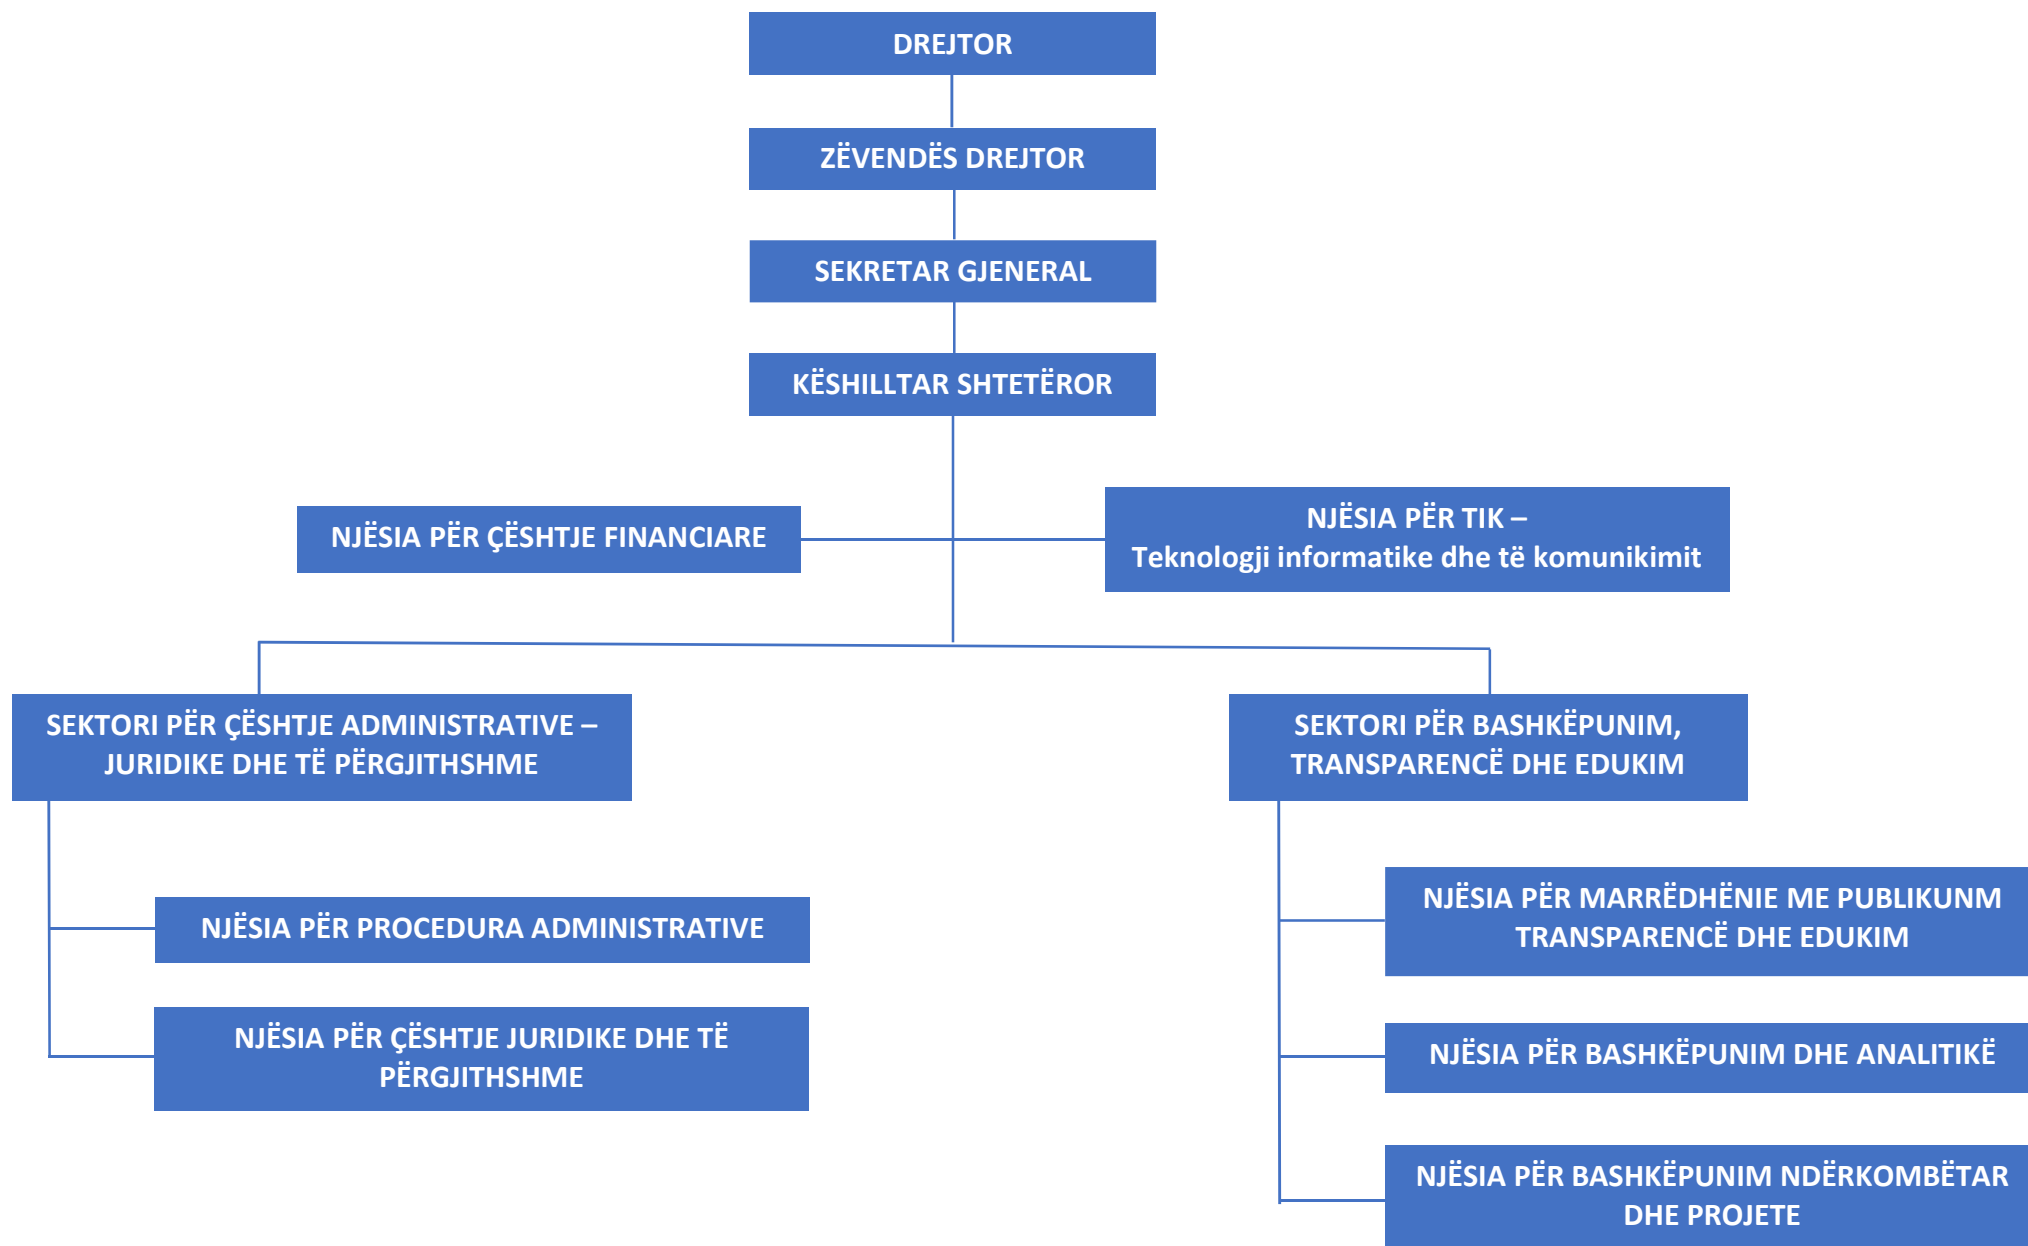 DREJTOR
ZËVENDËS DREJTOR
SEKRETAR GJENERAL
KËSHILLTAR SHTETËROR
NJËSIA PËR ÇËSHTJE FINANCIARE
NJËSIA PËR TIK –
Teknologji informatike dhe të komunikimit
SEKTORI PËR ÇËSHTJE ADMINISTRATIVE –
JURIDIKE DHE TË PËRGJITHSHME
NJËSIA PËR PROCEDURA ADMINISTRATIVE
NJËSIA PËR ÇËSHTJE JURIDIKE DHE TË
PËRGJITHSHME
SEKTORI PËR BASHKËPUNIM,
TRANSPARENCË DHE EDUKIM
NJËSIA PËR MARRËDHËNIE ME PUBLIKUNM
TRANSPARENCË DHE EDUKIM
NJËSIA PËR BASHKËPUNIM DHE ANALITIKË
NJËSIA PËR BASHKËPUNIM NDËRKOMBËTAR
DHE PROJETE